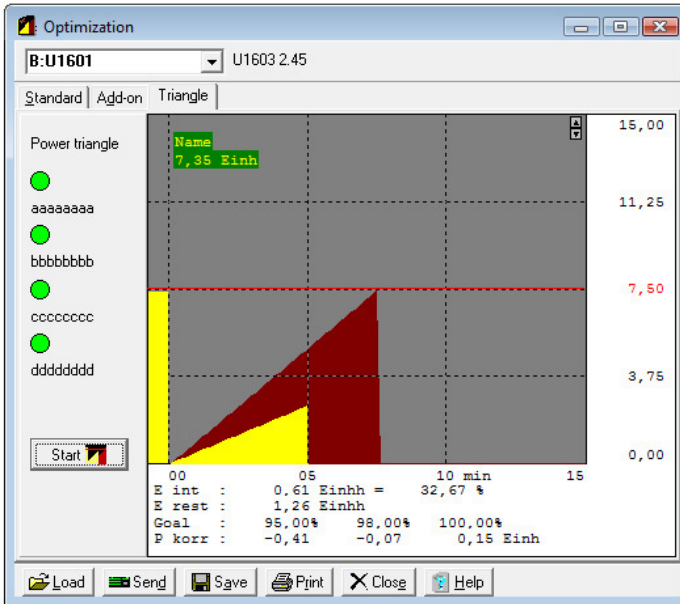 Optimization
B:U1601 U1603 2.45
Standard Add-on Triangle
Power triangle
aaaaaaaa
bbbbbbbb
cccccccc
dddddddd
Start
Name
7,35 Einh
15,00
11,25
7,50
3,75
0,00
00 05 10 min 15
E int : 0,61 Einhh = 32,67 %
E rest : 1,26 Einhh
Goal : 95,00% 98,00% 100,00%
P korr : -0,41 -0,07 0,15 Einh
Load Send Save Print Close Help